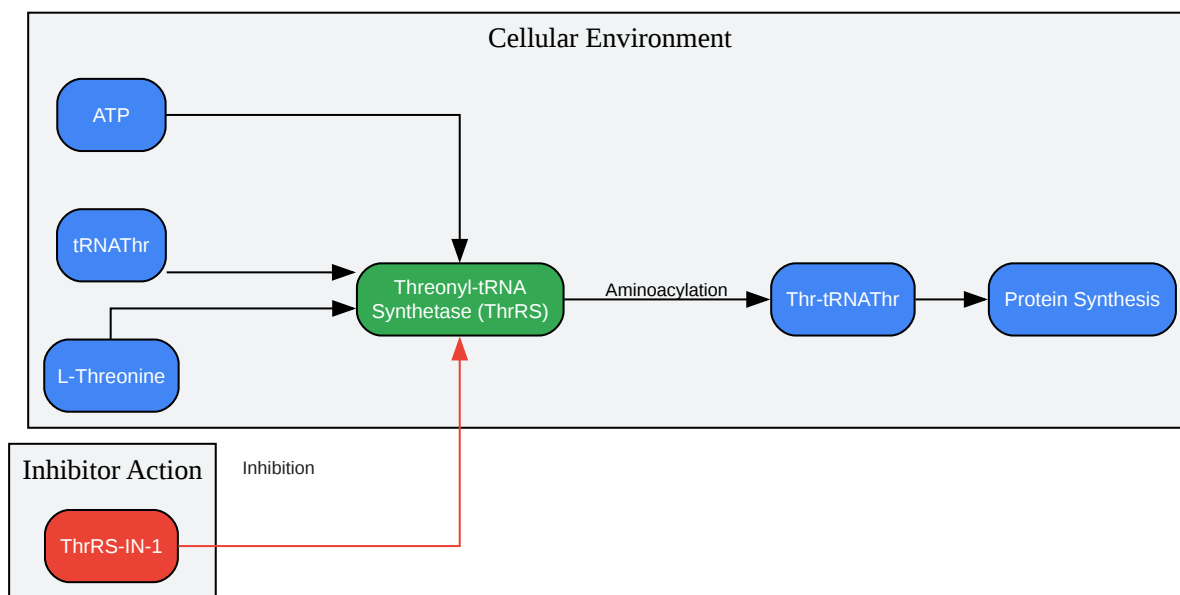 Cellular Environment
ATP
tRNAThr
L-Threonine
Threonyl-tRNA
Synthetase (ThrRS)
Aminoacylation
Thr-tRNAThr
Protein Synthesis
Inhibitor Action
Inhibition
ThrRS-IN-1